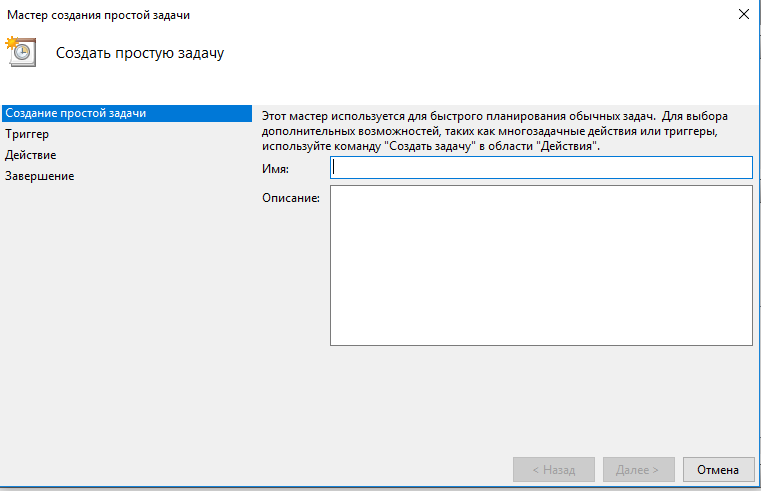 Мастер создания простой задачи
Создать простую задачу
Создание простой задачи
Триггер
Действие
Завершение
Этот мастер используется для быстрого планирования обычных задач. Для выбора
дополнительных возможностей, таких как многозадачные действия или триггеры,
используйте команду "Создать задачу" в области "Действия".
Имя:
Описание:
< Назад
Далее >
Отмена